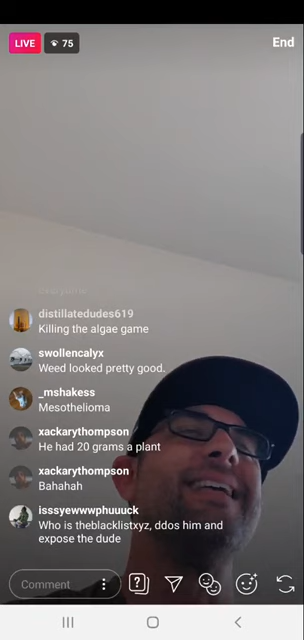 LIVE
75
End
distillatedudes619
Killing the algae game
swollencalyx
Weed looked pretty good.
_mshakess
Mesothelioma
xackarythompson
He had 20 grams a plant
xackarythompson
Bahahah
isssyewwwphuuuck
Who is theblacklistxyz, ddos him and
expose the dude
Comment